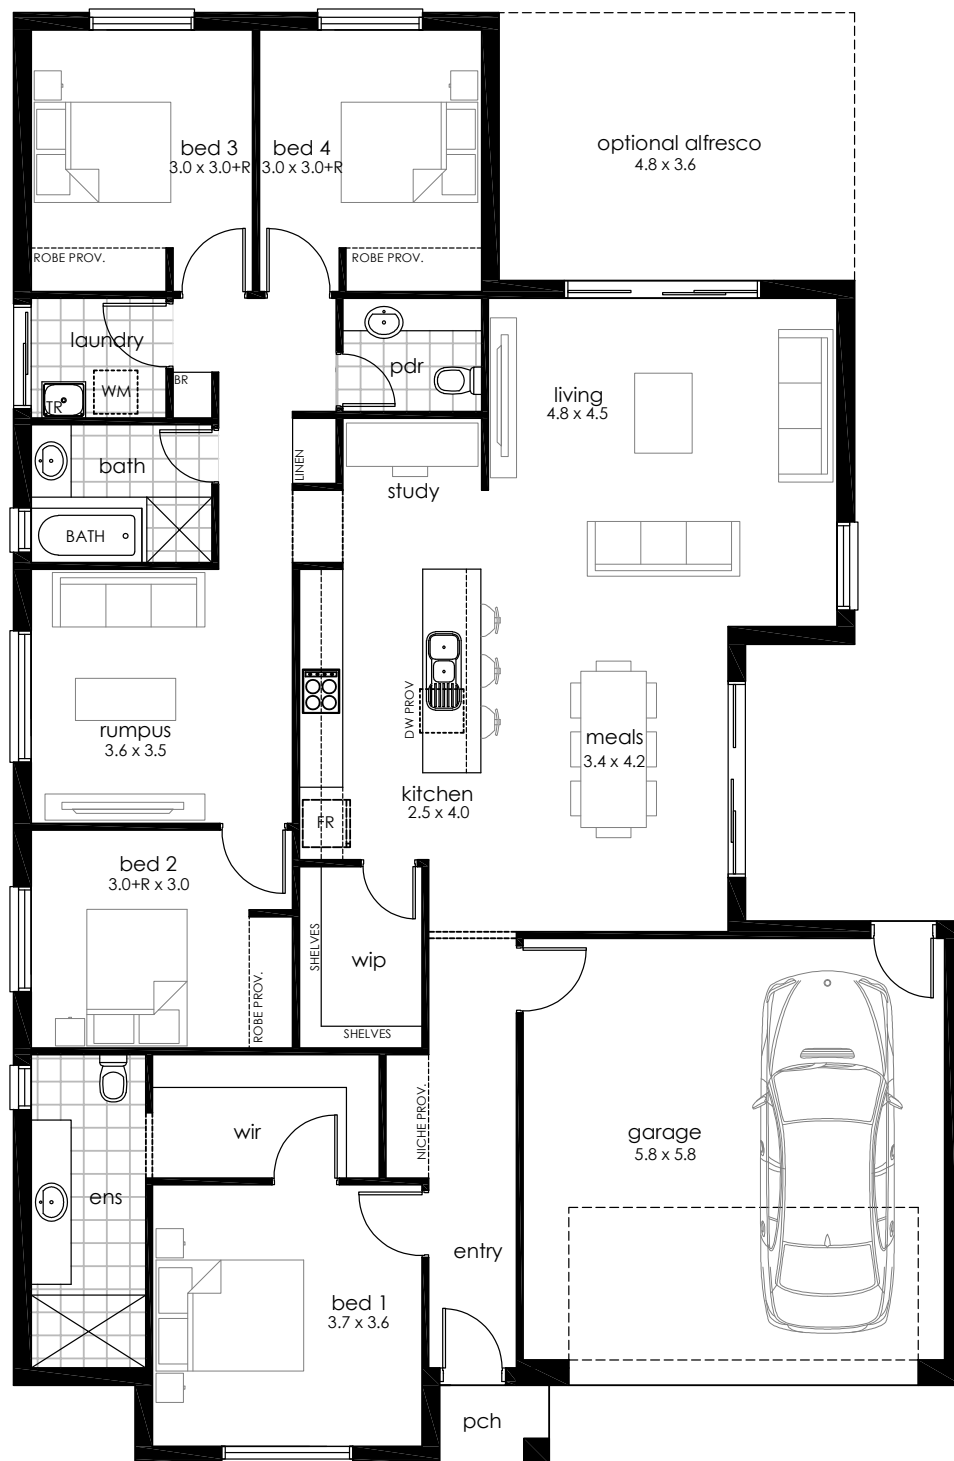 bed 3
3.0 x 3.0+R
bed 4
3.0 x 3.0+R
optional alfresco
4.8 x 3.6
ROBE PROV.
ROBE PROV.
laundry
WM
TR
BR
pdr
living
4.8 x 4.5
bath
BATH
LINEN
study
rumpus
3.6 x 3.5
DW PROV
meals
3.4 x 4.2
kitchen
2.5 x 4.0
FR
bed 2
3.0+R x 3.0
ROBE PROV.
SHELVES
wip
SHELVES
wir
NICHE PROV.
garage
5.8 x 5.8
ens
entry
bed 1
3.7 x 3.6
pch